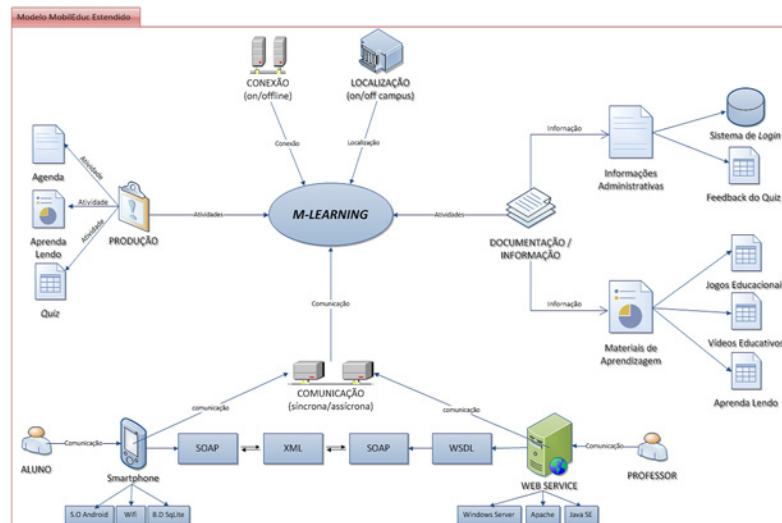 Modelo MobilEduc Estendido
CONEXÃO
(on/offline)
LOCALIZAÇÃO
(on/off campus)
Conexão
Localização
Informação
Sistema de Login
Informações
Administrativas
Feedback do Quiz
Agenda
Atividade
Atividade
Atividade
Aprenda
Lendo
PRODUÇÃO
Quiz
Atividades
M-LEARNING
Atividades
DOCUMENTAÇÃO /
INFORMAÇÃO
Informação
Jogos Educacionais
Materiais de
Aprendizagem
Vídeos Educativos
Aprenda Lendo
Comunicação
COMUNICAÇÃO
(síncrona/assícrona)
comunicação
comunicação
ALUNO
Comunicação
Smartphone
SOAP
XML
SOAP
WSDL
WEB SERVICE
Comunicação
PROFESSOR
S.O Android
Wifi
B.D SqLite
Windows Server
Apache
Java SE